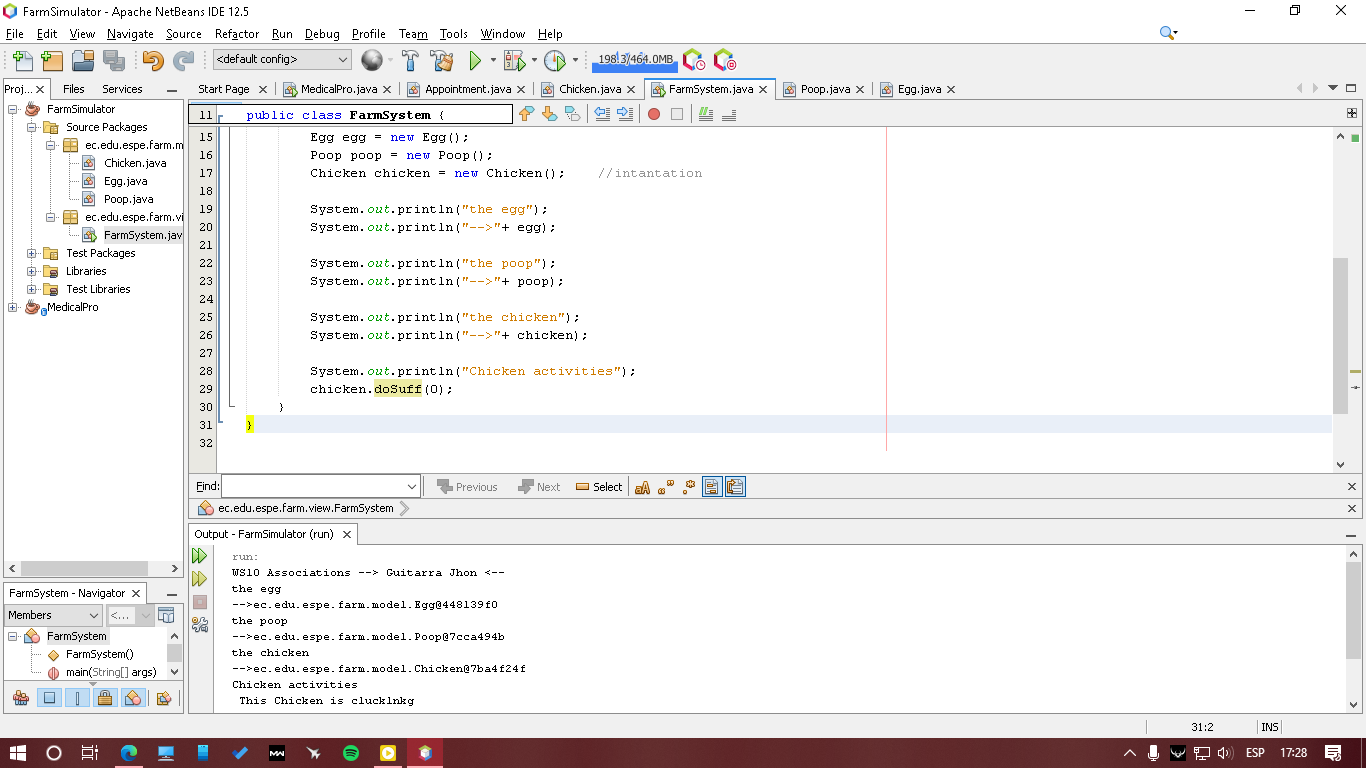 FarmSimulator - Apache NetBeans IDE 12.5
File Edit View Navigate Source Refactor Run Debug Profile Team Tools Window Help
<default config>
198.3/464.0MB
Proj... Files Services
Start Page MedicalPro.java Appointment.java Chicken.java FarmSystem.java Poop.java Egg.java
FarmSimulator
Source Packages
ec.edu.espe.farm.m
Chicken.java
Egg.java
Poop.java
ec.edu.espe.farm.vi
FarmSystem.jav
Test Packages
Libraries
Test Libraries
MedicalPro
11 public class FarmSystem {
15 Egg egg = new Egg();
16 Poop poop = new Poop();
17 Chicken chicken = new Chicken(); //intantation
18
19 System.out.println("the egg");
20 System.out.println("-->"+ egg);
21
22 System.out.println("the poop");
23 System.out.println("-->"+ poop);
24
25 System.out.println("the chicken");
26 System.out.println("-->"+ chicken);
27
28 System.out.println("Chicken activities");
29 chicken.doSuff(0);
30 }
31 }
32
Find: Previous Next Select
ec.edu.espe.farm.view.FarmSystem
Output - FarmSimulator (run)
run:
WS10 Associations --> Guitarra Jhon <--
the egg
-->ec.edu.espe.farm.model.Egg@448139f0
the poop
-->ec.edu.espe.farm.model.Poop@7cca494b
the chicken
-->ec.edu.espe.farm.model.Chicken@7ba4f24f
Chicken activities
This Chicken is clucklnkg
FarmSystem - Navigator
Members <...
FarmSystem
FarmSystem()
main(String[] args)
31:2 INS
ESP 17:28